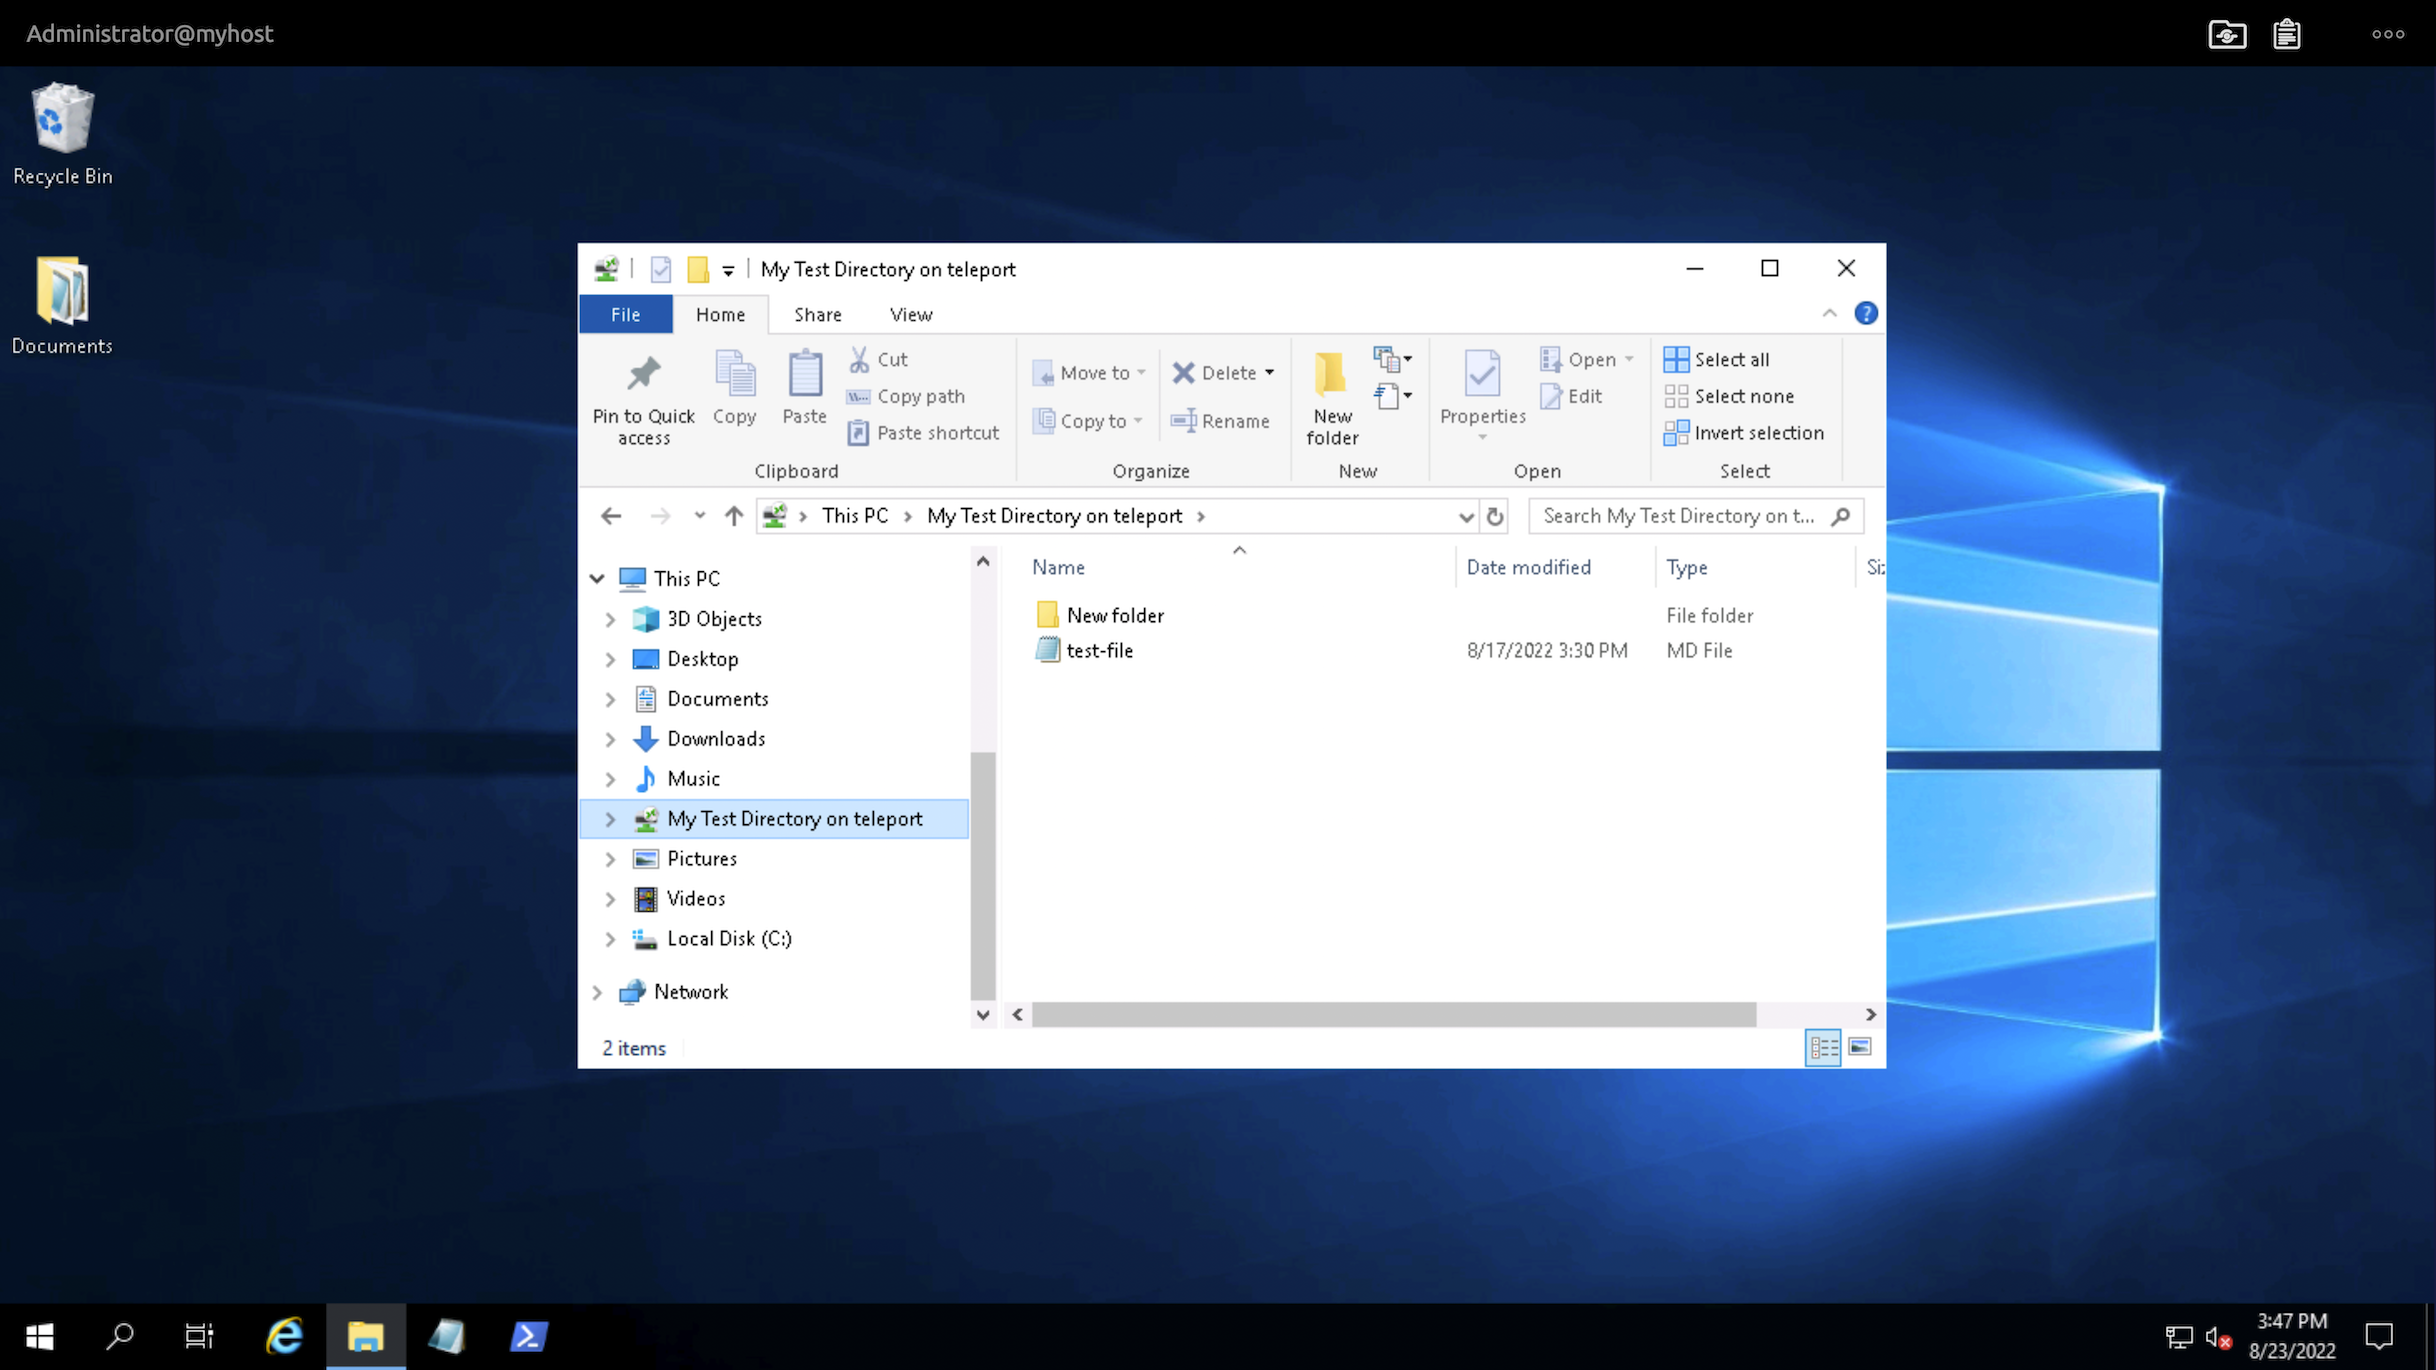 Administrator@myhost
Recycle Bin
Documents
My Test Directory on teleport
File Home Share View
Pin to Quick access
Copy
Paste
Cut
Copy path
Paste shortcut
Clipboard
Move to
Copy to
Delete
Rename
Organize
New folder
New
Properties
Open
Edit
Open
Select all
Select none
Invert selection
Select
This PC > My Test Directory on teleport >
Search My Test Directory on t...
This PC
3D Objects
Desktop
Documents
Downloads
Music
My Test Directory on teleport
Pictures
Videos
Local Disk (C:)
Network
Name Date modified Type
New folder File folder
test-file 8/17/2022 3:30 PM MD File
2 items
3:47 PM
8/23/2022